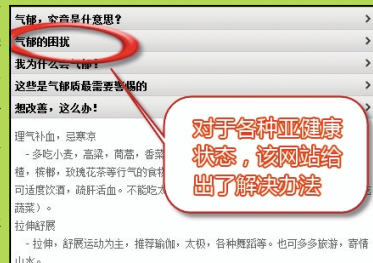 气郁，究竟是什意思？
气郁的困扰
我为什么会气郁？
这些是气郁质最需要警惕的
想改善，这么办！
理气补血，忌寒凉
-多吃小麦，高粱，茼蒿，香菜
楂，槟榔，玫瑰花茶等行气的食物
可适度饮酒，疏肝活血。不能吃太
蔬菜）。
拉伸舒展
-拉伸，舒展运动为主，推荐瑜伽，太极，各种舞蹈等。也可多多旅游，寄情
山水。
对于各种亚健康
状态，该网站给
出了解决办法